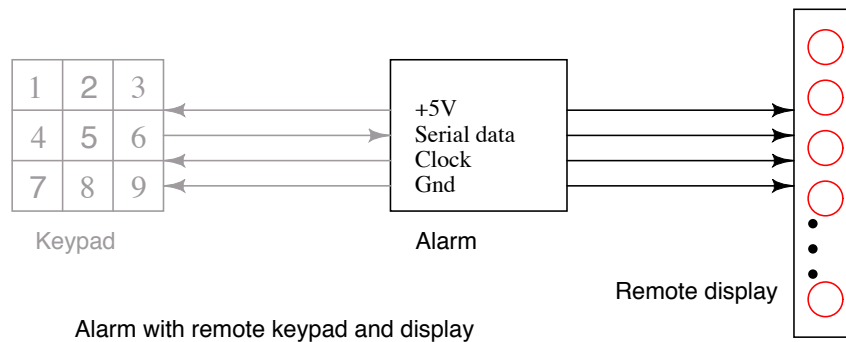 1 2 3
4 5 6
7 8 9
Keypad
+5V
Serial data
Clock
Gnd
Alarm
Remote display
Alarm with remote keypad and display